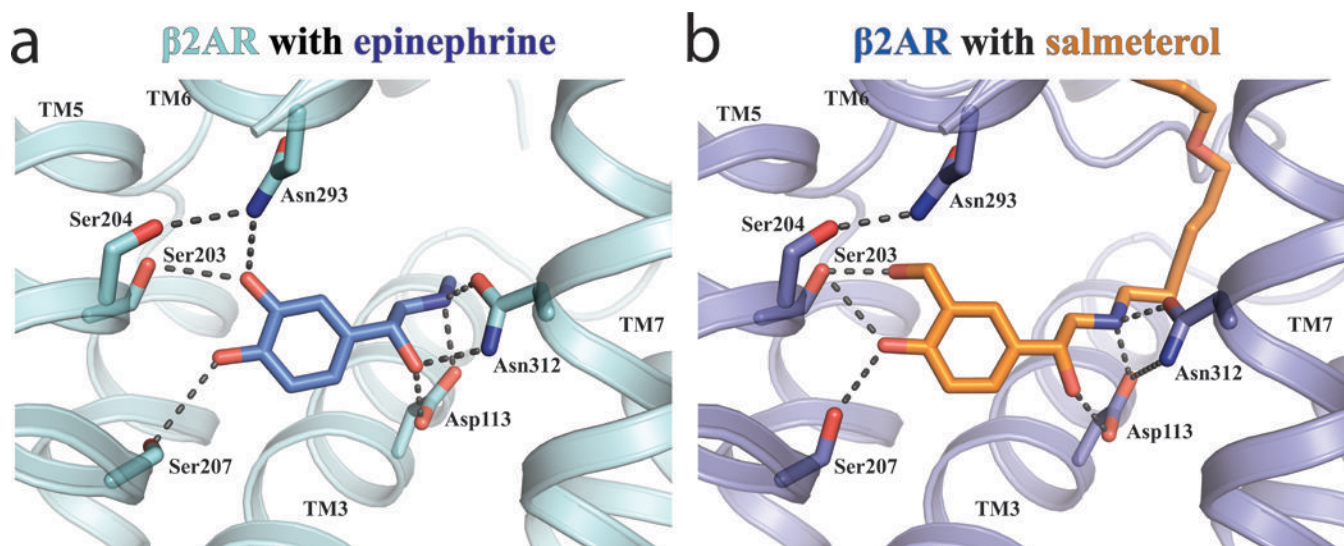 a
β2AR with epinephrine
TM5
TM6
Asn293
Ser204
Ser203
TM7
Asn312
Asp113
Ser207
TM3
b
β2AR with salmeterol
TM5
TM6
Asn293
Ser204
Ser203
TM7
Asn312
Asp113
Ser207
TM3